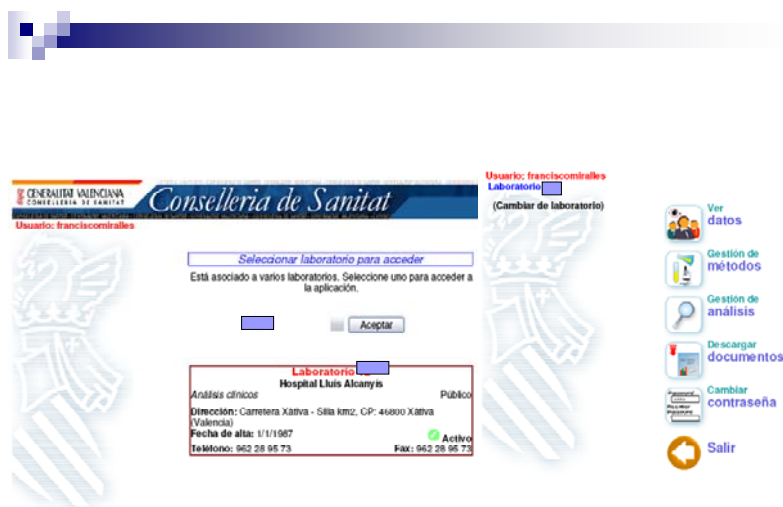 GENERALITAT VALENCIANA
CONSELLERIA DE SANITAT
Conselleria de Sanitat
Usuario: franciscomiralles
Seleccionar laboratorio para acceder
Está asociado a varios laboratorios. Seleccione uno para acceder a
la aplicación.
Aceptar
Laboratorio
Hospital Lluís Alcanyís
Análisis clínicos Público
Dirección: Carretera Xàtiva - Silla km2, CP: 46800 Xàtiva
(Valencia)
Fecha de alta: 1/1/1987
Activo
Teléfono: 962 28 95 73 Fax: 962 28 95 73
Usuario: franciscomiralles
Laboratorio
(Cambiar de laboratorio)
Ver
datos
Gestión de
métodos
Gestión de
análisis
Descargar
documentos
Cambiar
contraseña
Salir